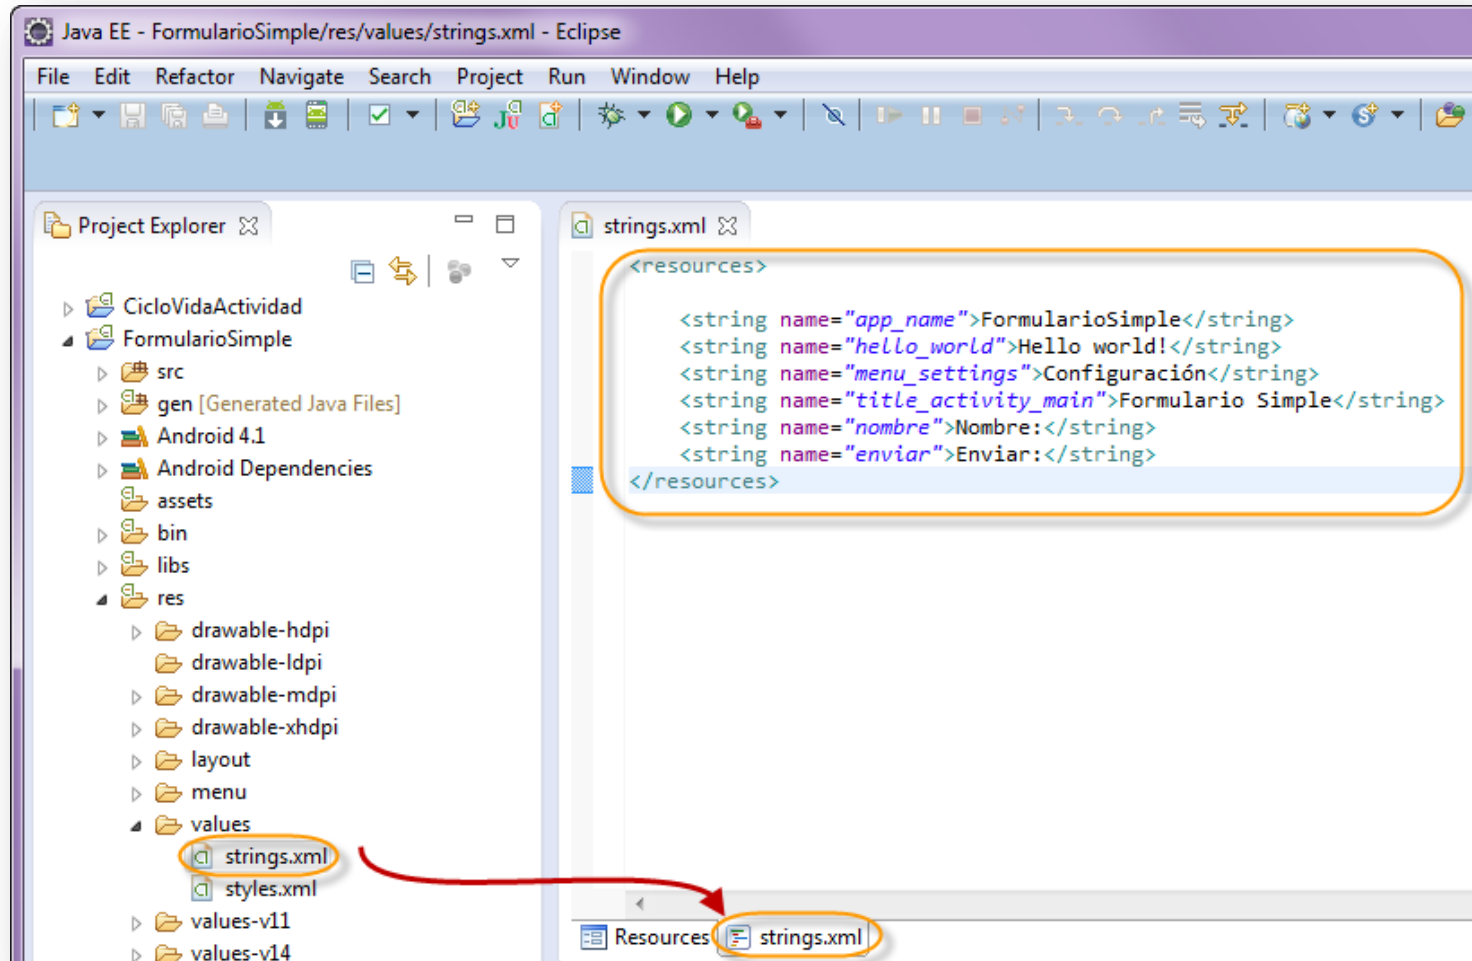 Java EE - FormularioSimple/res/values/strings.xml - Eclipse
File Edit Refactor Navigate Search Project Run Window Help
Project Explorer
CicloVidaActividad
FormularioSimple
src
gen [Generated Java Files]
Android 4.1
Android Dependencies
assets
bin
libs
res
drawable-hdpi
drawable-ldpi
drawable-mdpi
drawable-xhdpi
layout
menu
values
strings.xml
styles.xml
values-v11
values-v14
strings.xml
<resources>
<string name="app_name">FormularioSimple</string>
<string name="hello_world">Hello world!</string>
<string name="menu_settings">Configuración</string>
<string name="title_activity_main">Formulario Simple</string>
<string name="nombre">Nombre:</string>
<string name="enviar">Enviar:</string>
</resources>
Resources strings.xml